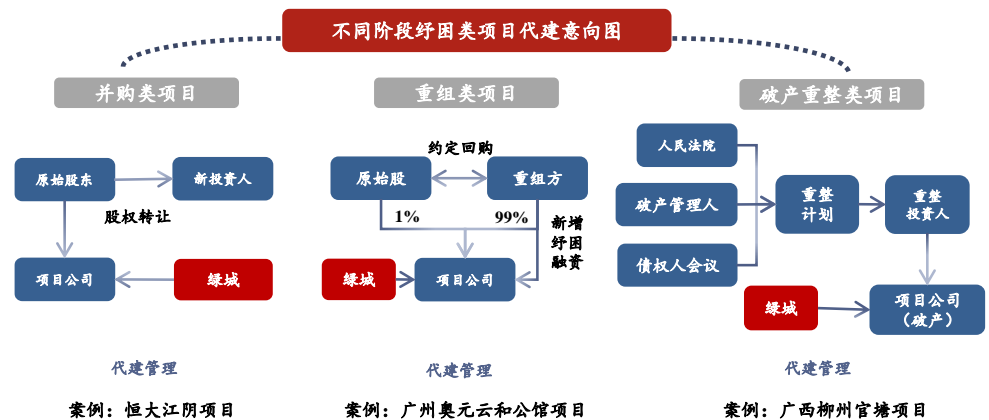 不同阶段纾困类项目代建意向图
并购类项目
原始股东
新投资人
股权转让
项目公司
绿城
代建管理
案例：恒大江阴项目
重组类项目
约定回购
原始股
重组方
1%
99%
新增
纾困
融资
绿城
项目公司
代建管理
案例：广州奥元云和公馆项目
破产重整类项目
人民法院
破产管理人
债权人会议
重整
计划
重整
投资人
绿城
项目公司
（破产）
代建管理
案例：广西柳州官塘项目